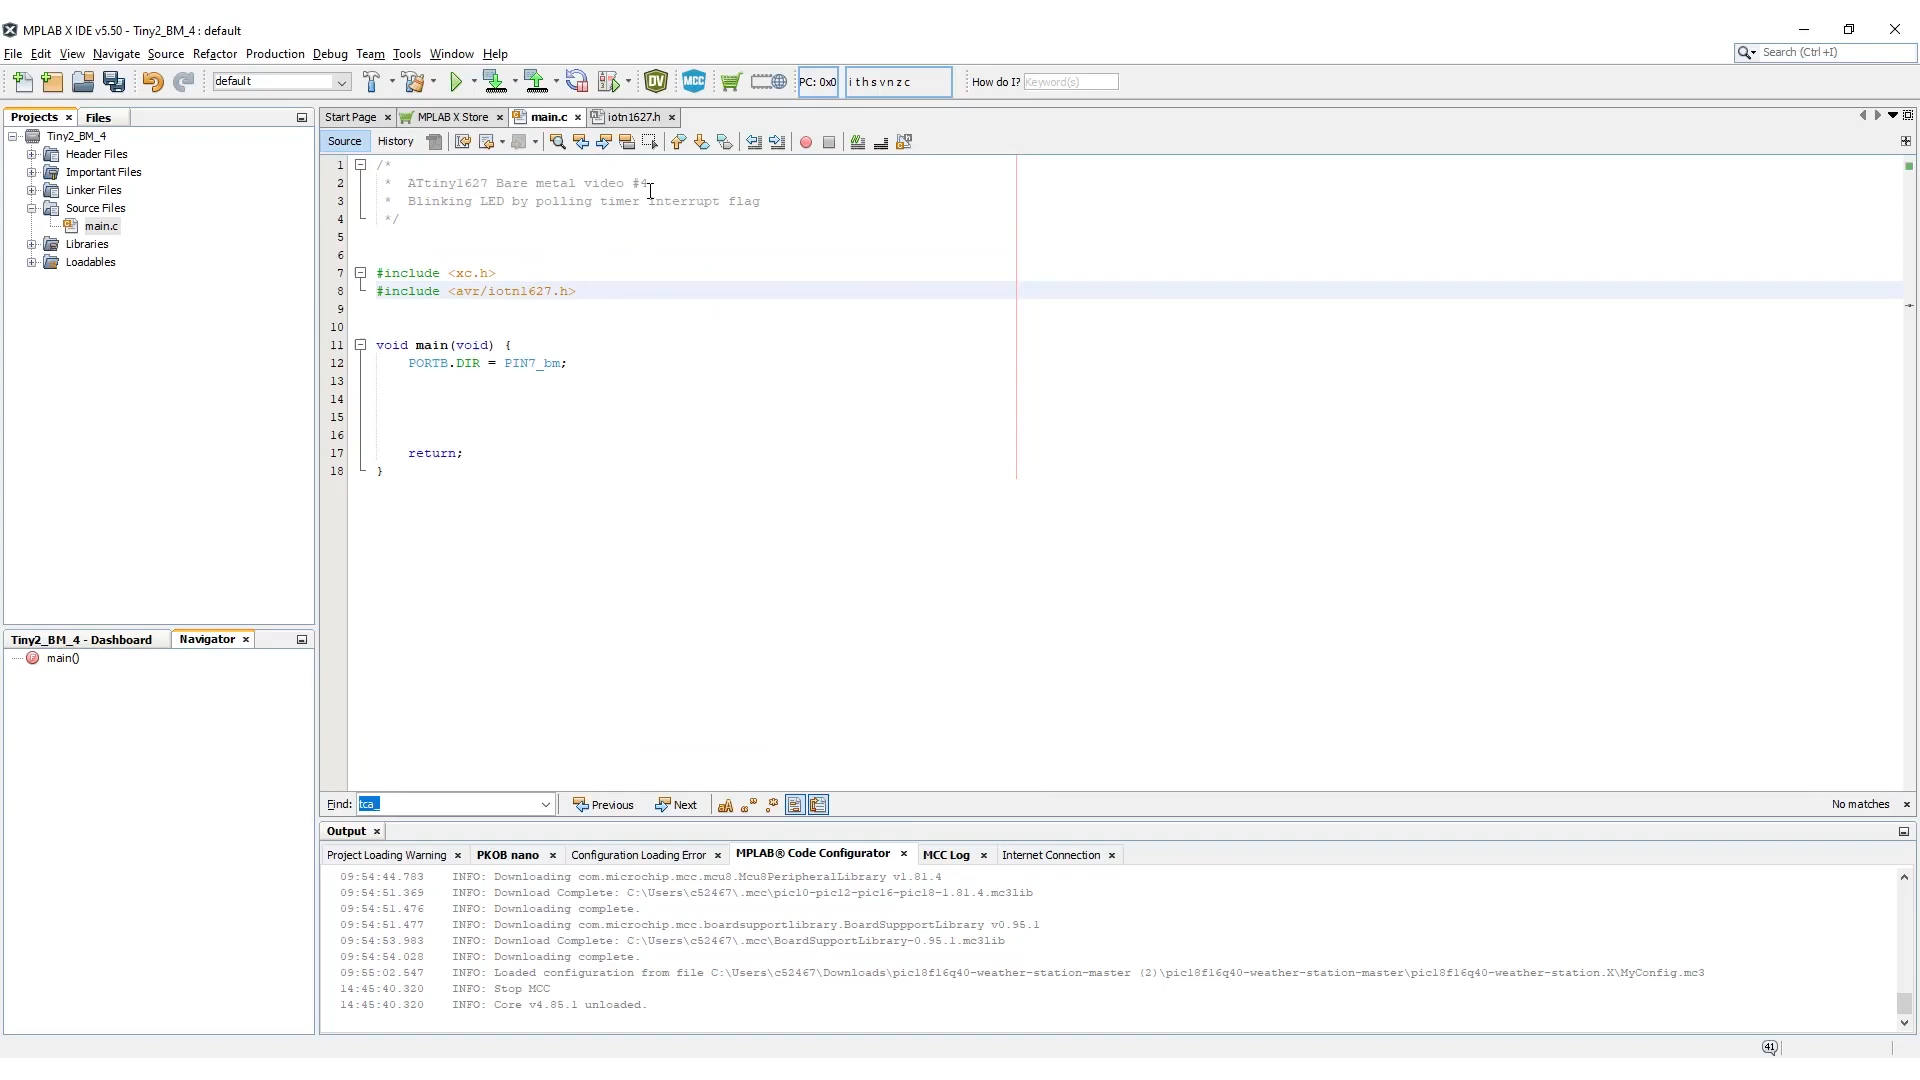 MPLAB X IDE v5.50 - Tiny2_BM_4 : default
File Edit View Navigate Source Refactor Production Debug Team Tools Window Help
Search (Ctrl+I)
default
DV
MCC
PC: 0x0
i t h s v n z c
How do I? Keyword(s)
Projects Files
Start Page MPLAB X Store main.c iotn1627.h
Tiny2_BM_4
Header Files
Important Files
Linker Files
Source Files
main.c
Libraries
Loadables
Source History
1 /*
2 * ATtiny1627 Bare metal video #4
3 * Blinking LED by polling timer interrupt flag
4 */
5
6
7 #include <xc.h>
8 #include <avr/iotn1627.h>
9
10
11 void main(void) {
12 PORTB.DIR = PIN7_bm;
13
14
15
16
17 return;
18 }
Tiny2_BM_4 - Dashboard Navigator
main()
Find: tca_ Previous Next No matches
Output
Project Loading Warning PKOB nano Configuration Loading Error MPLAB® Code Configurator MCC Log Internet Connection
09:54:44.783 INFO: Downloading com.microchip.mcc.mcu8.Mcu8PeripheralLibrary v1.81.4
09:54:51.369 INFO: Download Complete: C:\Users\c52467\.mcc\pic10-pic12-pic16-pic18-1.81.4.mc3lib
09:54:51.476 INFO: Downloading complete.
09:54:51.477 INFO: Downloading com.microchip.mcc.boardsupportlibrary.BoardSuppportLibrary v0.95.1
09:54:53.983 INFO: Download Complete: C:\Users\c52467\.mcc\BoardSupportLibrary-0.95.1.mc3lib
09:54:54.028 INFO: Downloading complete.
09:55:02.547 INFO: Loaded configuration from file C:\Users\c52467\Downloads\pic18f16q40-weather-station-master (2)\pic18f16q40-weather-station-master\pic18f16q40-weather-station.X\MyConfig.mc3
14:45:40.320 INFO: Stop MCC
14:45:40.320 INFO: Core v4.85.1 unloaded.
41